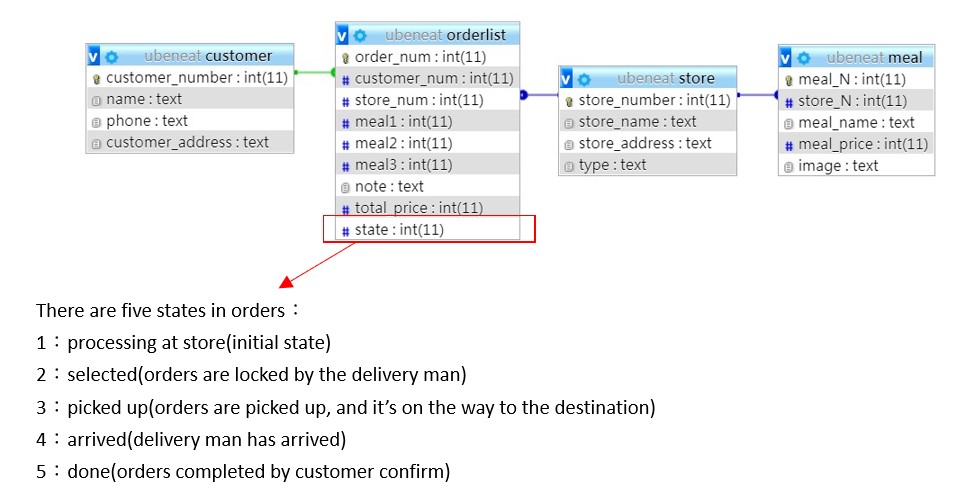 ubeneat customer
customer_number : int(11)
name : text
phone : text
customer_address : text
ubeneat orderlist
order_num : int(11)
customer_num : int(11)
store_num : int(11)
meal1 : int(11)
meal2 : int(11)
meal3 : int(11)
note : text
total_price : int(11)
state : int(11)
ubeneat store
store_number : int(11)
store_name : text
store_address : text
type : text
ubeneat meal
meal_N : int(11)
store_N : int(11)
meal_name : text
meal_price : int(11)
image : text
There are five states in orders：
1：processing at store(initial state)
2：selected(orders are locked by the delivery man)
3：picked up(orders are picked up, and it’s on the way to the destination)
4：arrived(delivery man has arrived)
5：done(orders completed by customer confirm)